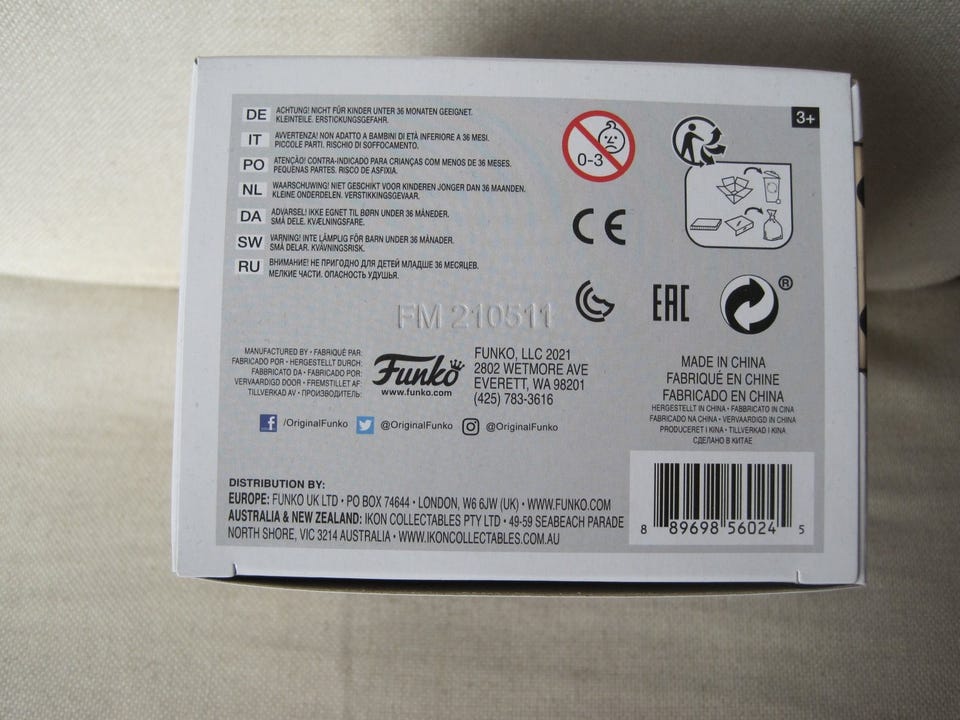 DE ACHTUNG! NICHT FÜR KINDER UNTER 36 MONATEN GEEIGNET.
KLEINTEILE. ERSTICKUNGSGEFAHR.
IT AVVERTENZA! NON ADATTO A BAMBINI DI ETÀ INFERIORE A 36 MESI.
PICCOLE PARTI. RISCHIO DI SOFFOCAMENTO.
PO ATENÇÃO! CONTRA-INDICADO PARA CRIANÇAS COM MENOS DE 36 MESES.
PEQUENAS PARTES. RISCO DE ASFIXIA.
NL WAARSCHUWING! NIET GESCHIKT VOOR KINDEREN JONGER DAN 36 MAANDEN.
KLEINE ONDERDELEN. VERSTIKKINGSGEVAAR.
DA ADVARSEL! IKKE EGNET TIL BØRN UNDER 36 MÅNEDER.
SMÅ DELE. KVÆLNINGSFARE.
SW VARNING! INTE LÄMPLIG FÖR BARN UNDER 36 MÅNADER.
SMÅ DELAR. KVÄVNINGSRISK.
RU ВНИМАНИЕ! НЕ ПРИГОДНО ДЛЯ ДЕТЕЙ МЛАДШЕ 36 МЕСЯЦЕВ.
МЕЛКИЕ ЧАСТИ. ОПАСНОСТЬ УДУШЬЯ.
0-3
3+
CE
EAC
®
FM 210511
MANUFACTURED BY • FABRIQUÉ PAR:
FABRICADO POR • HERGESTELLT DURCH:
FABBRICATO DA • FABRICADO POR:
VERVAARDIGD DOOR • FREMSTILLET AF:
TILLVERKAD AV • ПРОИЗВОДИТЕЛЬ:
Funko
www.funko.com
FUNKO, LLC 2021
2802 WETMORE AVE
EVERETT, WA 98201
(425) 783-3616
MADE IN CHINA
FABRIQUÉ EN CHINE
FABRICADO EN CHINA
HERGESTELLT IN CHINA • FABBRICATO IN CINA
FABRICADO NA CHINA • VERVAARDIGD IN CHINA
PRODUCERET I KINA • TILLVERKAD I KINA
СДЕЛАНО В КИТАЕ
/OriginalFunko @OriginalFunko @OriginalFunko
DISTRIBUTION BY:
EUROPE: FUNKO UK LTD • PO BOX 74644 • LONDON, W6 6JW (UK) • WWW.FUNKO.COM
AUSTRALIA & NEW ZEALAND: IKON COLLECTABLES PTY LTD • 49-59 SEABEACH PARADE
NORTH SHORE, VIC 3214 AUSTRALIA • WWW.IKONCOLLECTABLES.COM.AU
8 89698 56024 5